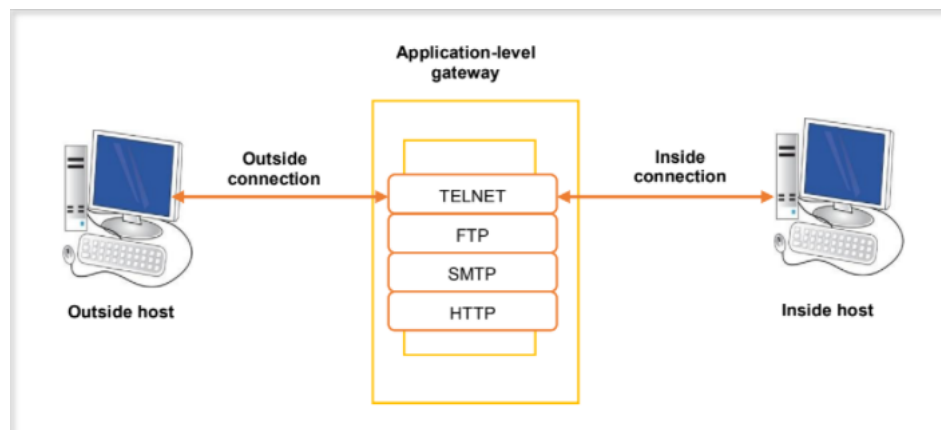 Application-level
gateway
Outside
connection
Inside
connection
TELNET
FTP
SMTP
HTTP
Outside host
Inside host